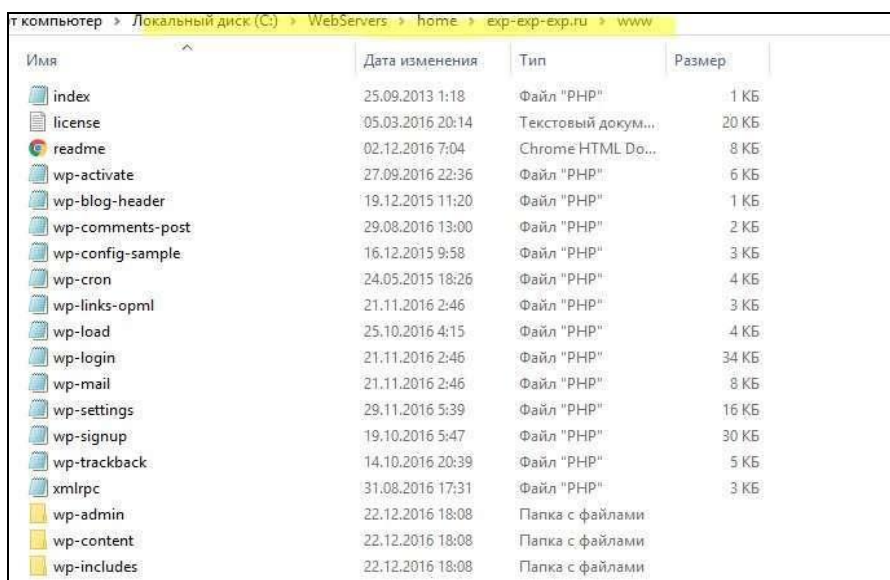 т компьютер > Локальный диск (C:) > WebServers > home > exp-exp-exp.ru > www
Имя Дата изменения Тип Размер
index 25.09.2013 1:18 Файл "PHP" 1 КБ
license 05.03.2016 20:14 Текстовый докум... 20 КБ
readme 02.12.2016 7:04 Chrome HTML Do... 8 КБ
wp-activate 27.09.2016 22:36 Файл "PHP" 6 КБ
wp-blog-header 19.12.2015 11:20 Файл "PHP" 1 КБ
wp-comments-post 29.08.2016 13:00 Файл "PHP" 2 КБ
wp-config-sample 16.12.2015 9:58 Файл "PHP" 3 КБ
wp-cron 24.05.2015 18:26 Файл "PHP" 4 КБ
wp-links-opml 21.11.2016 2:46 Файл "PHP" 3 КБ
wp-load 25.10.2016 4:15 Файл "PHP" 4 КБ
wp-login 21.11.2016 2:46 Файл "PHP" 34 КБ
wp-mail 21.11.2016 2:46 Файл "PHP" 8 КБ
wp-settings 29.11.2016 5:39 Файл "PHP" 16 КБ
wp-signup 19.10.2016 5:47 Файл "PHP" 30 КБ
wp-trackback 14.10.2016 20:39 Файл "PHP" 5 КБ
xmlrpc 31.08.2016 17:31 Файл "PHP" 3 КБ
wp-admin 22.12.2016 18:08 Папка с файлами
wp-content 22.12.2016 18:08 Папка с файлами
wp-includes 22.12.2016 18:08 Папка с файлами